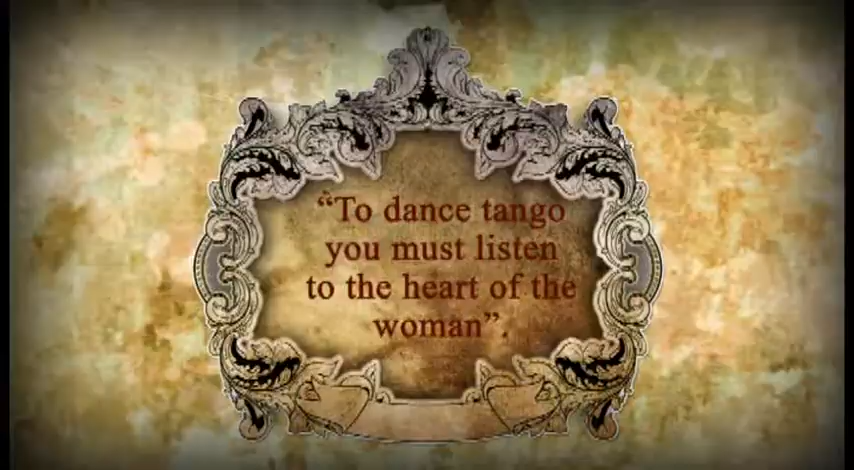 “To dance tango
you must listen
to the heart of the
woman”.